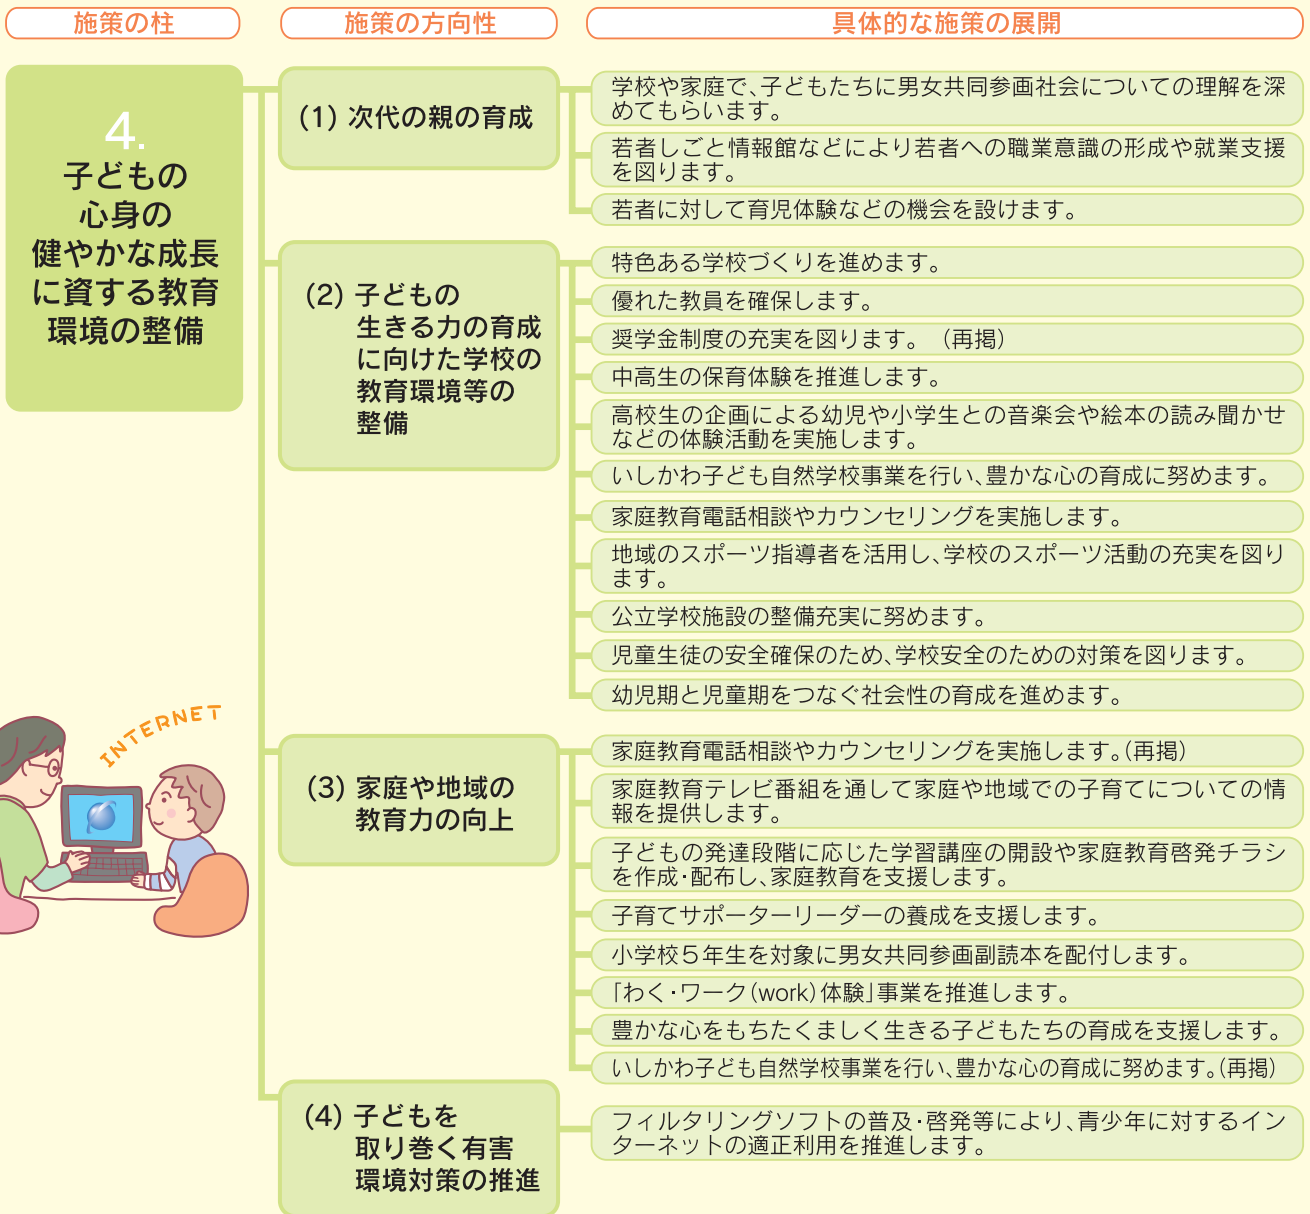 施策の柱
施策の方向性
具体的な施策の展開
4.
子どもの
心身の
健やかな成長
に資する教育
環境の整備
(1) 次代の親の育成
学校や家庭で、子どもたちに男女共同参画社会についての理解を深
めてもらいます。
若者しごと情報館などにより若者への職業意識の形成や就業支援
を図ります。
若者に対して育児体験などの機会を設けます。
(2) 子どもの
生きる力の育成
に向けた学校の
教育環境等の
整備
特色ある学校づくりを進めます。
優れた教員を確保します。
奨学金制度の充実を図ります。（再掲）
中高生の保育体験を推進します。
高校生の企画による幼児や小学生との音楽会や絵本の読み聞かせ
などの体験活動を実施します。
いしかわ子ども自然学校事業を行い、豊かな心の育成に努めます。
家庭教育電話相談やカウンセリングを実施します。
地域のスポーツ指導者を活用し、学校のスポーツ活動の充実を図り
ます。
公立学校施設の整備充実に努めます。
児童生徒の安全確保のため、学校安全のための対策を図ります。
幼児期と児童期をつなぐ社会性の育成を進めます。
INTERNET
(3) 家庭や地域の
教育力の向上
家庭教育電話相談やカウンセリングを実施します。(再掲)
家庭教育テレビ番組を通して家庭や地域での子育てについての情
報を提供します。
子どもの発達段階に応じた学習講座の開設や家庭教育啓発チラシ
を作成・配布し、家庭教育を支援します。
子育てサポーターリーダーの養成を支援します。
小学校５年生を対象に男女共同参画副読本を配付します。
「わく・ワーク(work)体験」事業を推進します。
豊かな心をもちたくましく生きる子どもたちの育成を支援します。
いしかわ子ども自然学校事業を行い、豊かな心の育成に努めます。(再掲)
(4) 子どもを
取り巻く有害
環境対策の推進
フィルタリングソフトの普及・啓発等により、青少年に対するイン
ターネットの適正利用を推進します。